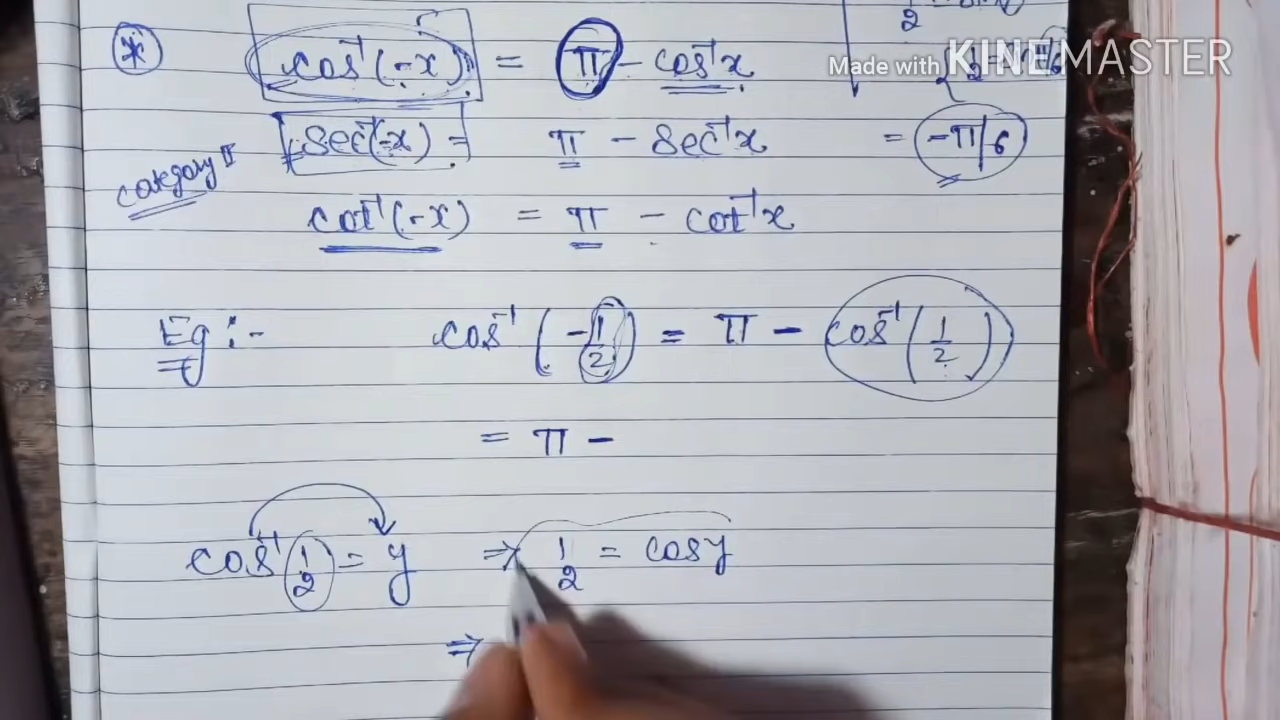 cos⁻¹(-x) = π - cos⁻¹x
Made with KINEMASTER
sec⁻¹(-x) = π - sec⁻¹x
= -π/6
category II
cot⁻¹(-x) = π - cot⁻¹x
Eg :- cos⁻¹(-1/2) = π - cos⁻¹(1/2)
= π -
cos⁻¹ 1/2 = y ⇒ 1/2 = cosy
⇒